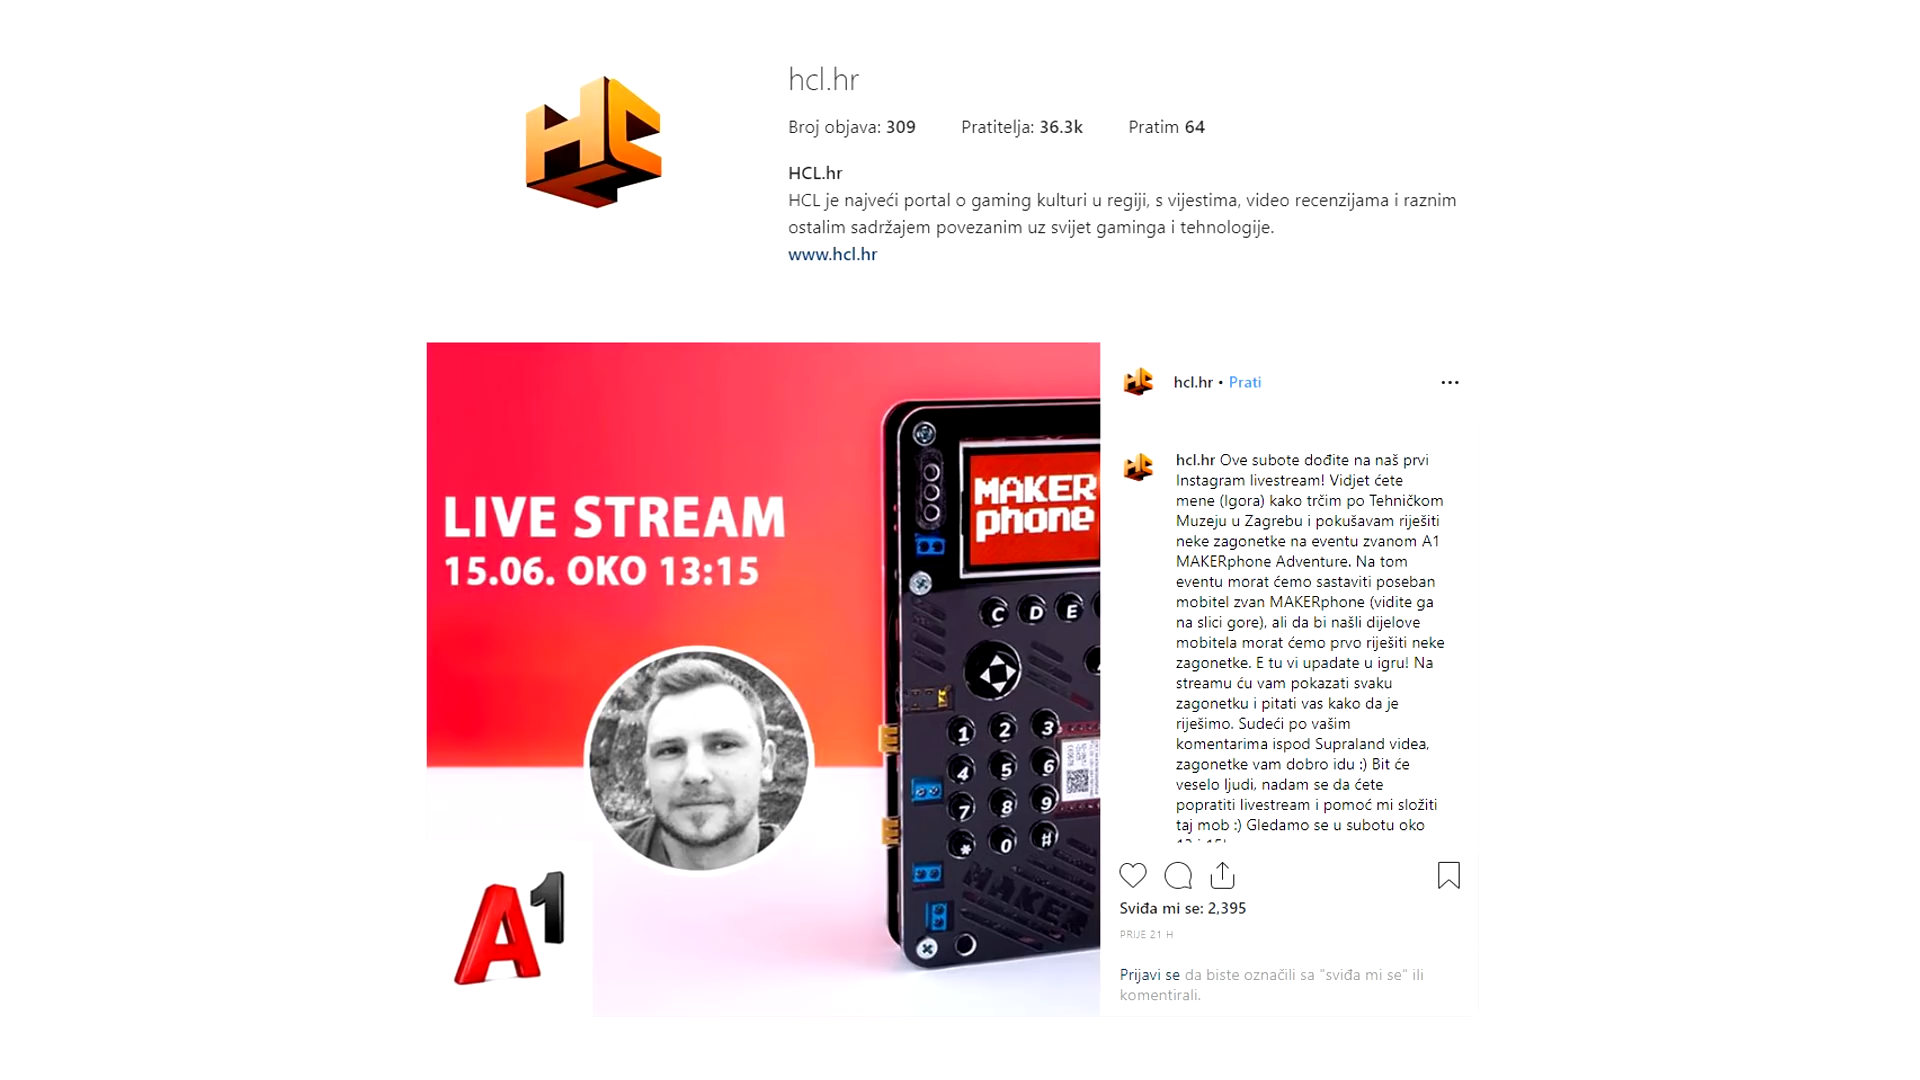 hcl.hr
Broj objava: 309 Pratitelja: 36.3k Pratim 64
HCL.hr
HCL je najveći portal o gaming kulturi u regiji, s vijestima, video recenzijama i raznim
ostalim sadržajem povezanim uz svijet gaminga i tehnologije.
www.hcl.hr
LIVE STREAM
15.06. OKO 13:15
MAKER
phone
C D E
1 2 3
4 5 6
7 8 9
* 0 #
MAKER
A1
hcl.hr • Prati
hcl.hr Ove subote dođite na naš prvi
Instagram livestream! Vidjet ćete
mene (Igora) kako trčim po Tehničkom
Muzeju u Zagrebu i pokušavam riješiti
neke zagonetke na eventu zvanom A1
MAKERphone Adventure. Na tom
eventu morat ćemo sastaviti poseban
mobitel zvan MAKERphone (vidite ga
na slici gore), ali da bi našli dijelove
mobitela morat ćemo prvo riješiti neke
zagonetke. E tu vi upadate u igru! Na
streamu ću vam pokazati svaku
zagonetku i pitati vas kako da je
riješimo. Sudeći po vašim
komentarima ispod Supraland videa,
zagonetke vam dobro idu :) Bit će
veselo ljudi, nadam se da ćete
popratiti livestream i pomoć mi složiti
taj mob :) Gledamo se u subotu oko
Sviđa mi se: 2,395
PRIJE 21 H
Prijavi se da biste označili sa "sviđa mi se" ili
komentirali.